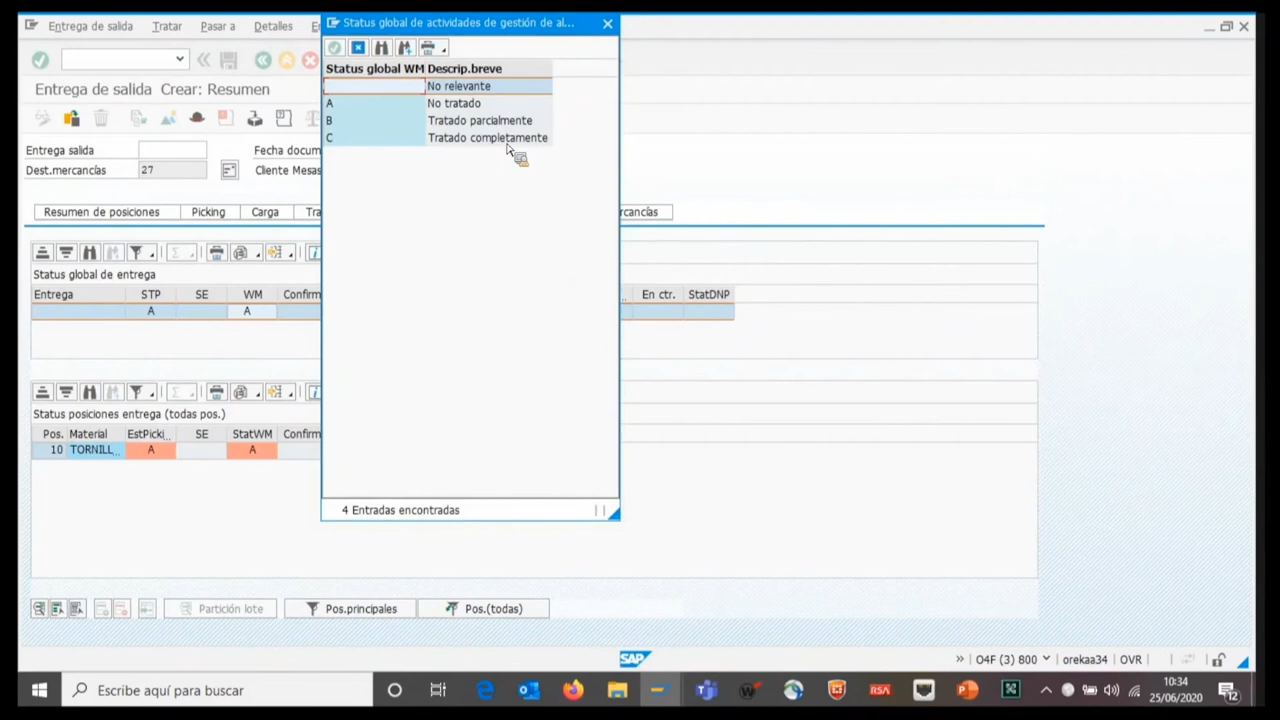 Entrega de salida Tratar Pasar a Detalles
Status global de actividades de gestión de al...
Entrega de salida Crear: Resumen
Status global WM Descrip.breve
No relevante
A No tratado
B Tratado parcialmente
C Tratado completamente
Entrega salida
Fecha docum
Dest.mercancías 27 Cliente Mesas
Resumen de posiciones Picking Carga Tra rcancías
Status global de entrega
Entrega STP SE WM Confirm .. En ctr. StatDNP
A A
Status posiciones entrega (todas pos.)
Pos. Material EstPicki... SE StatWM Confirm
10 TORNILL... A A
4 Entradas encontradas
Partición lote Pos.principales Pos.(todas)
SAP
» O4F (3) 800 orekaa34 OVR
Escribe aquí para buscar
RSA
10:34
25/06/2020
12